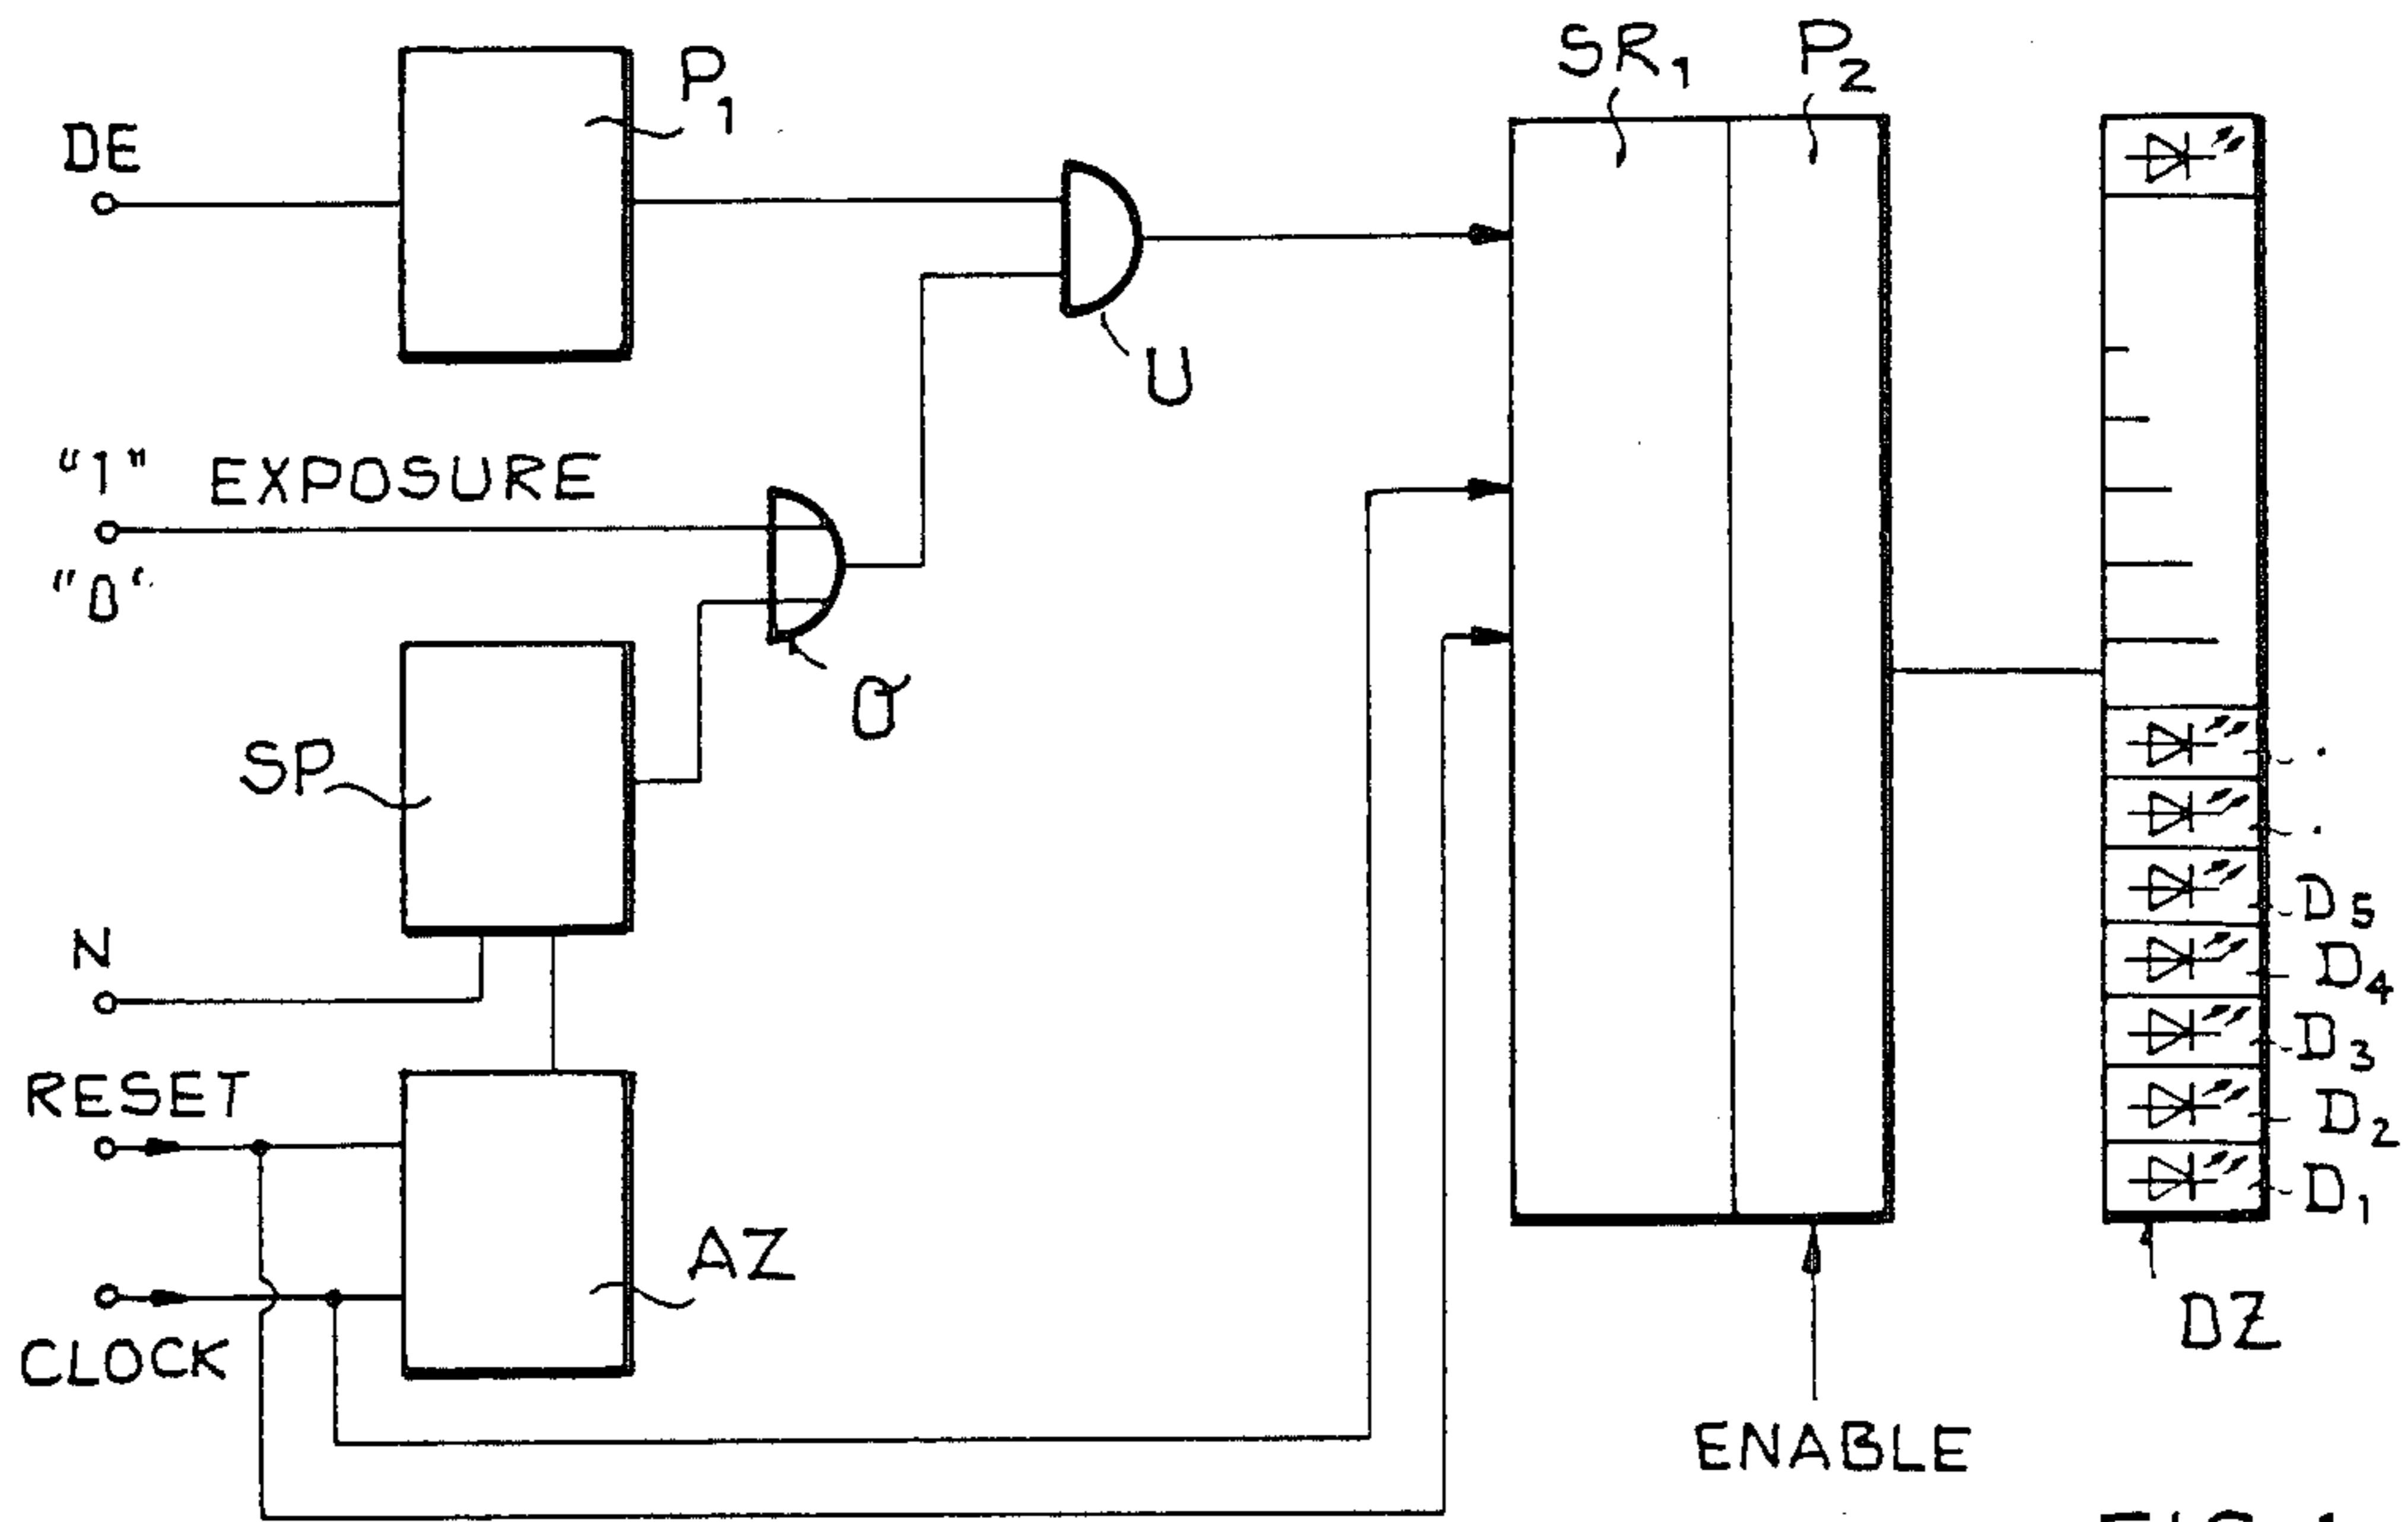 SR₁
P₂
P₁
DE
U
"1" EXPOSURE
"0"
O
SP
N
D₅
D₄
D₃
D₂
D₁
RESET
AZ
CLOCK
DZ
ENABLE